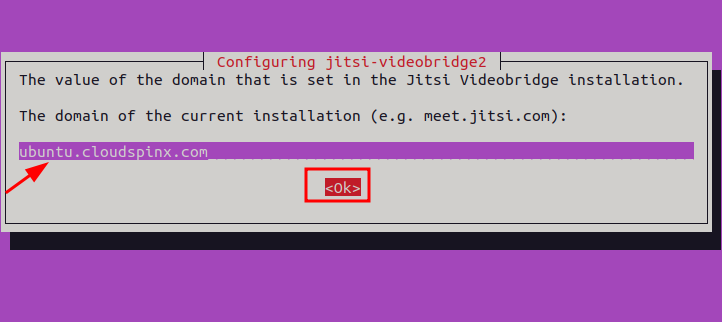 Configuring jitsi-videobridge2
The value of the domain that is set in the Jitsi Videobridge installation.
The domain of the current installation (e.g. meet.jitsi.com):
ubuntu.cloudspinx.com
<Ok>